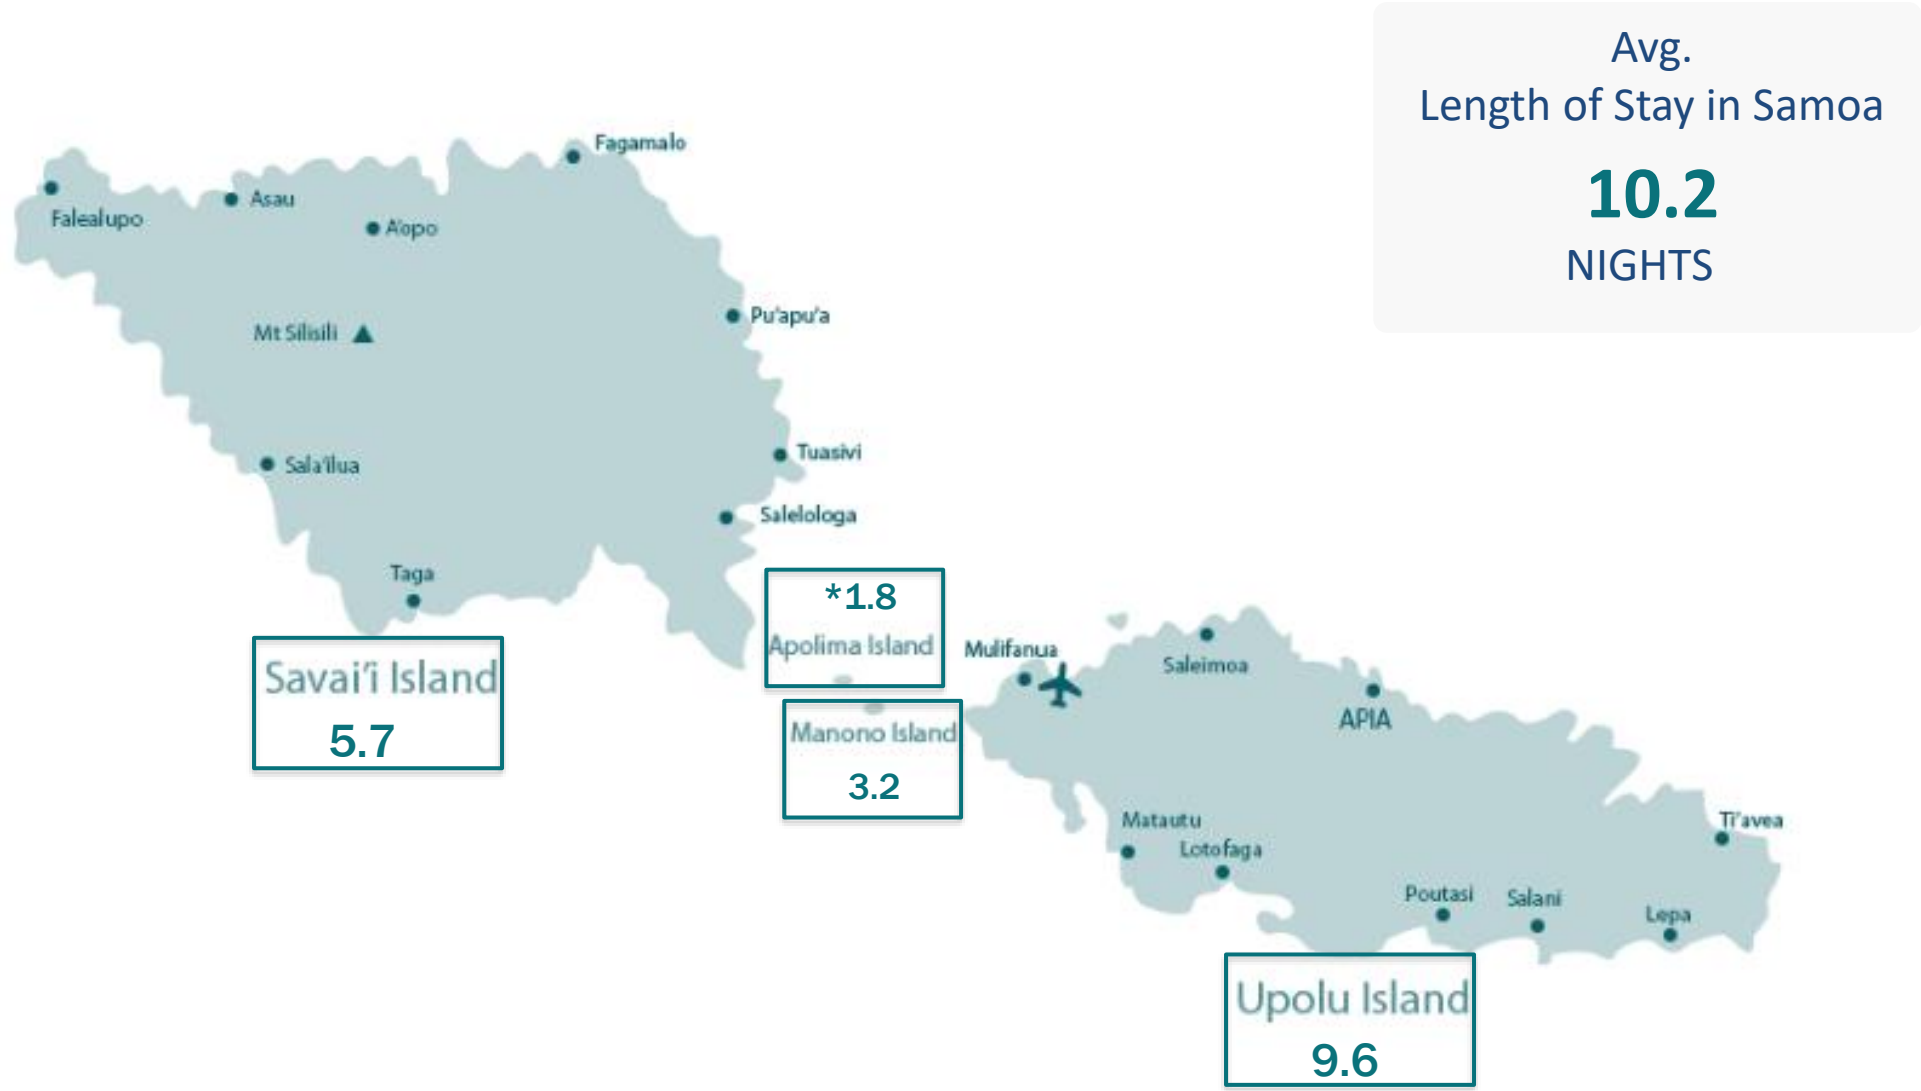 Avg.
Length of Stay in Samoa
10.2
NIGHTS
Fagamalo
Falealupo
Asau
A'opo
Pu'apu'a
Mt Silisili
Tuasivi
Sala'ilua
Salelologa
Taga
*1.8
Apolima Island
Savai'i Island
5.7
Manono Island
3.2
Mulifanua
Saleimoa
APIA
Matautu
Lotofaga
Ti'avea
Poutasi
Salani
Lepa
Upolu Island
9.6